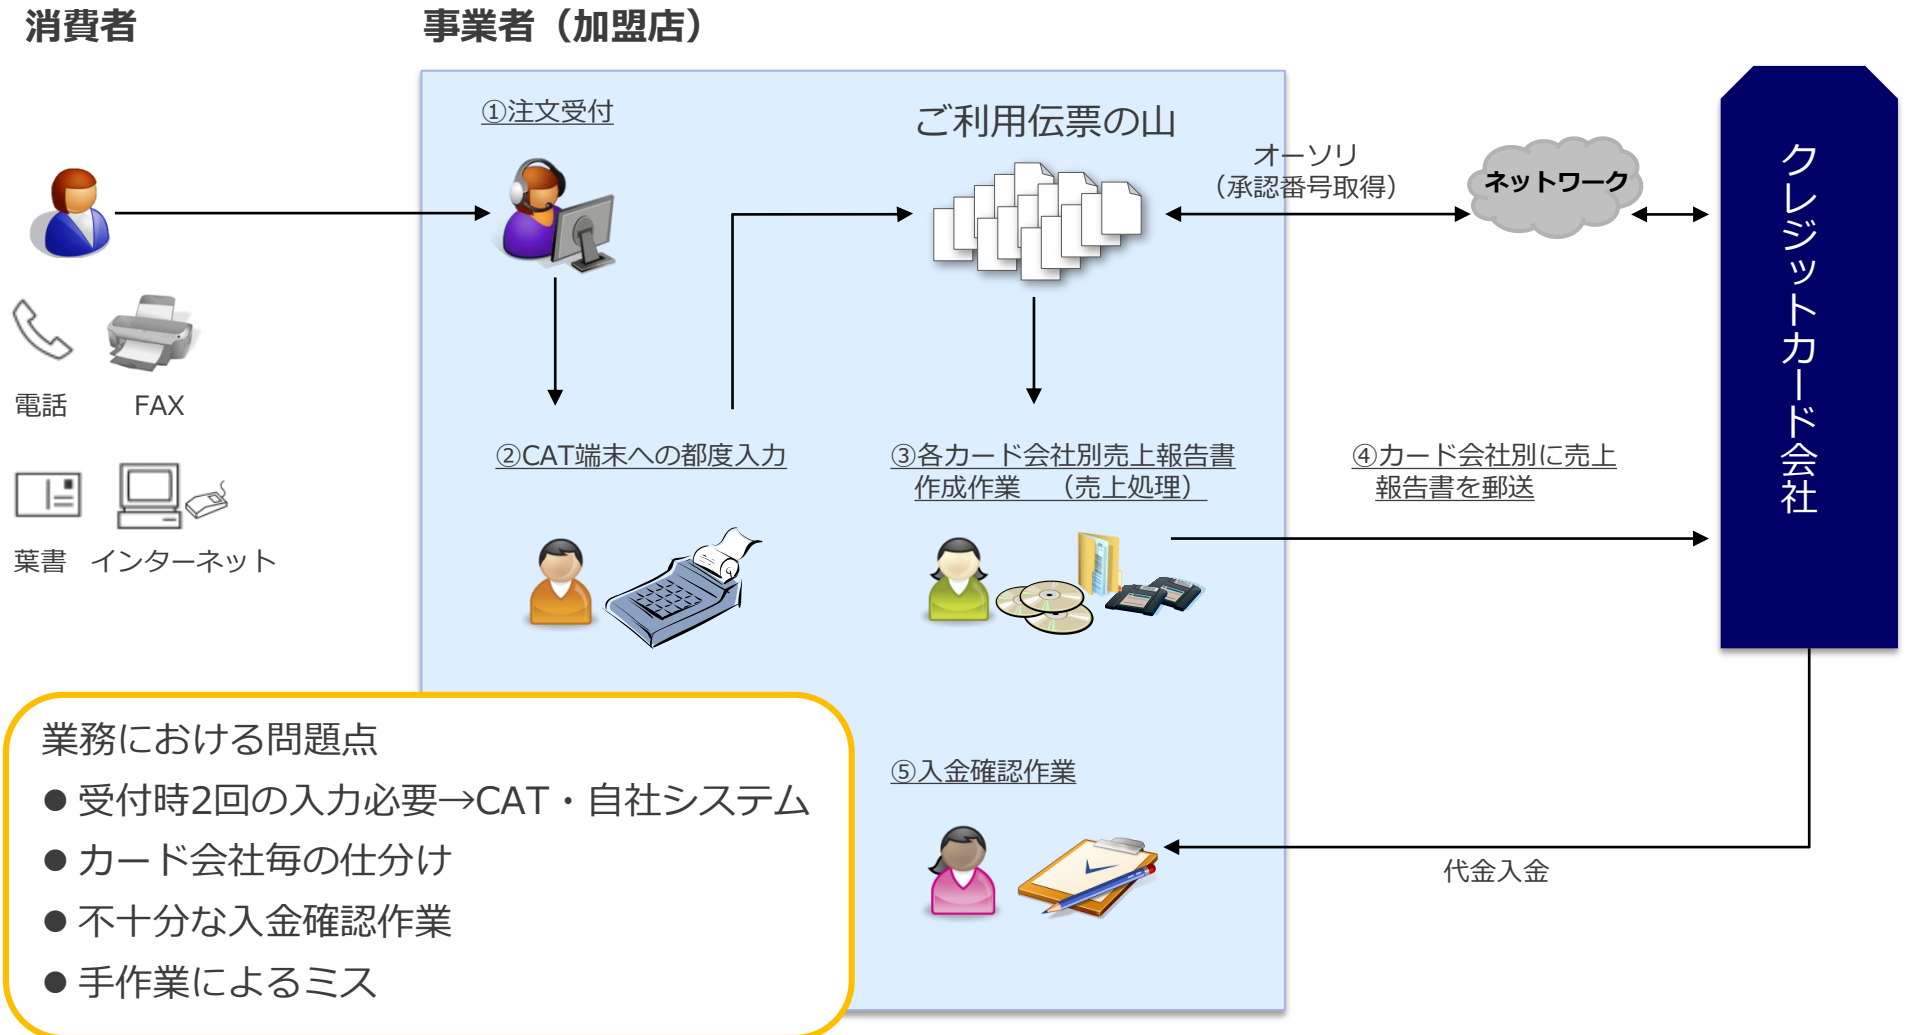 消費者
事業者（加盟店）
①注文受付
ご利用伝票の山
オーソリ
（承認番号取得）
ネットワーク
クレジットカード会社
電話
FAX
葉書
インターネット
②CAT端末への都度入力
③各カード会社別売上報告書
作成作業　（売上処理）
④カード会社別に売上
報告書を郵送
業務における問題点
● 受付時2回の入力必要→CAT・自社システム
● カード会社毎の仕分け
● 不十分な入金確認作業
● 手作業によるミス
⑤入金確認作業
代金入金